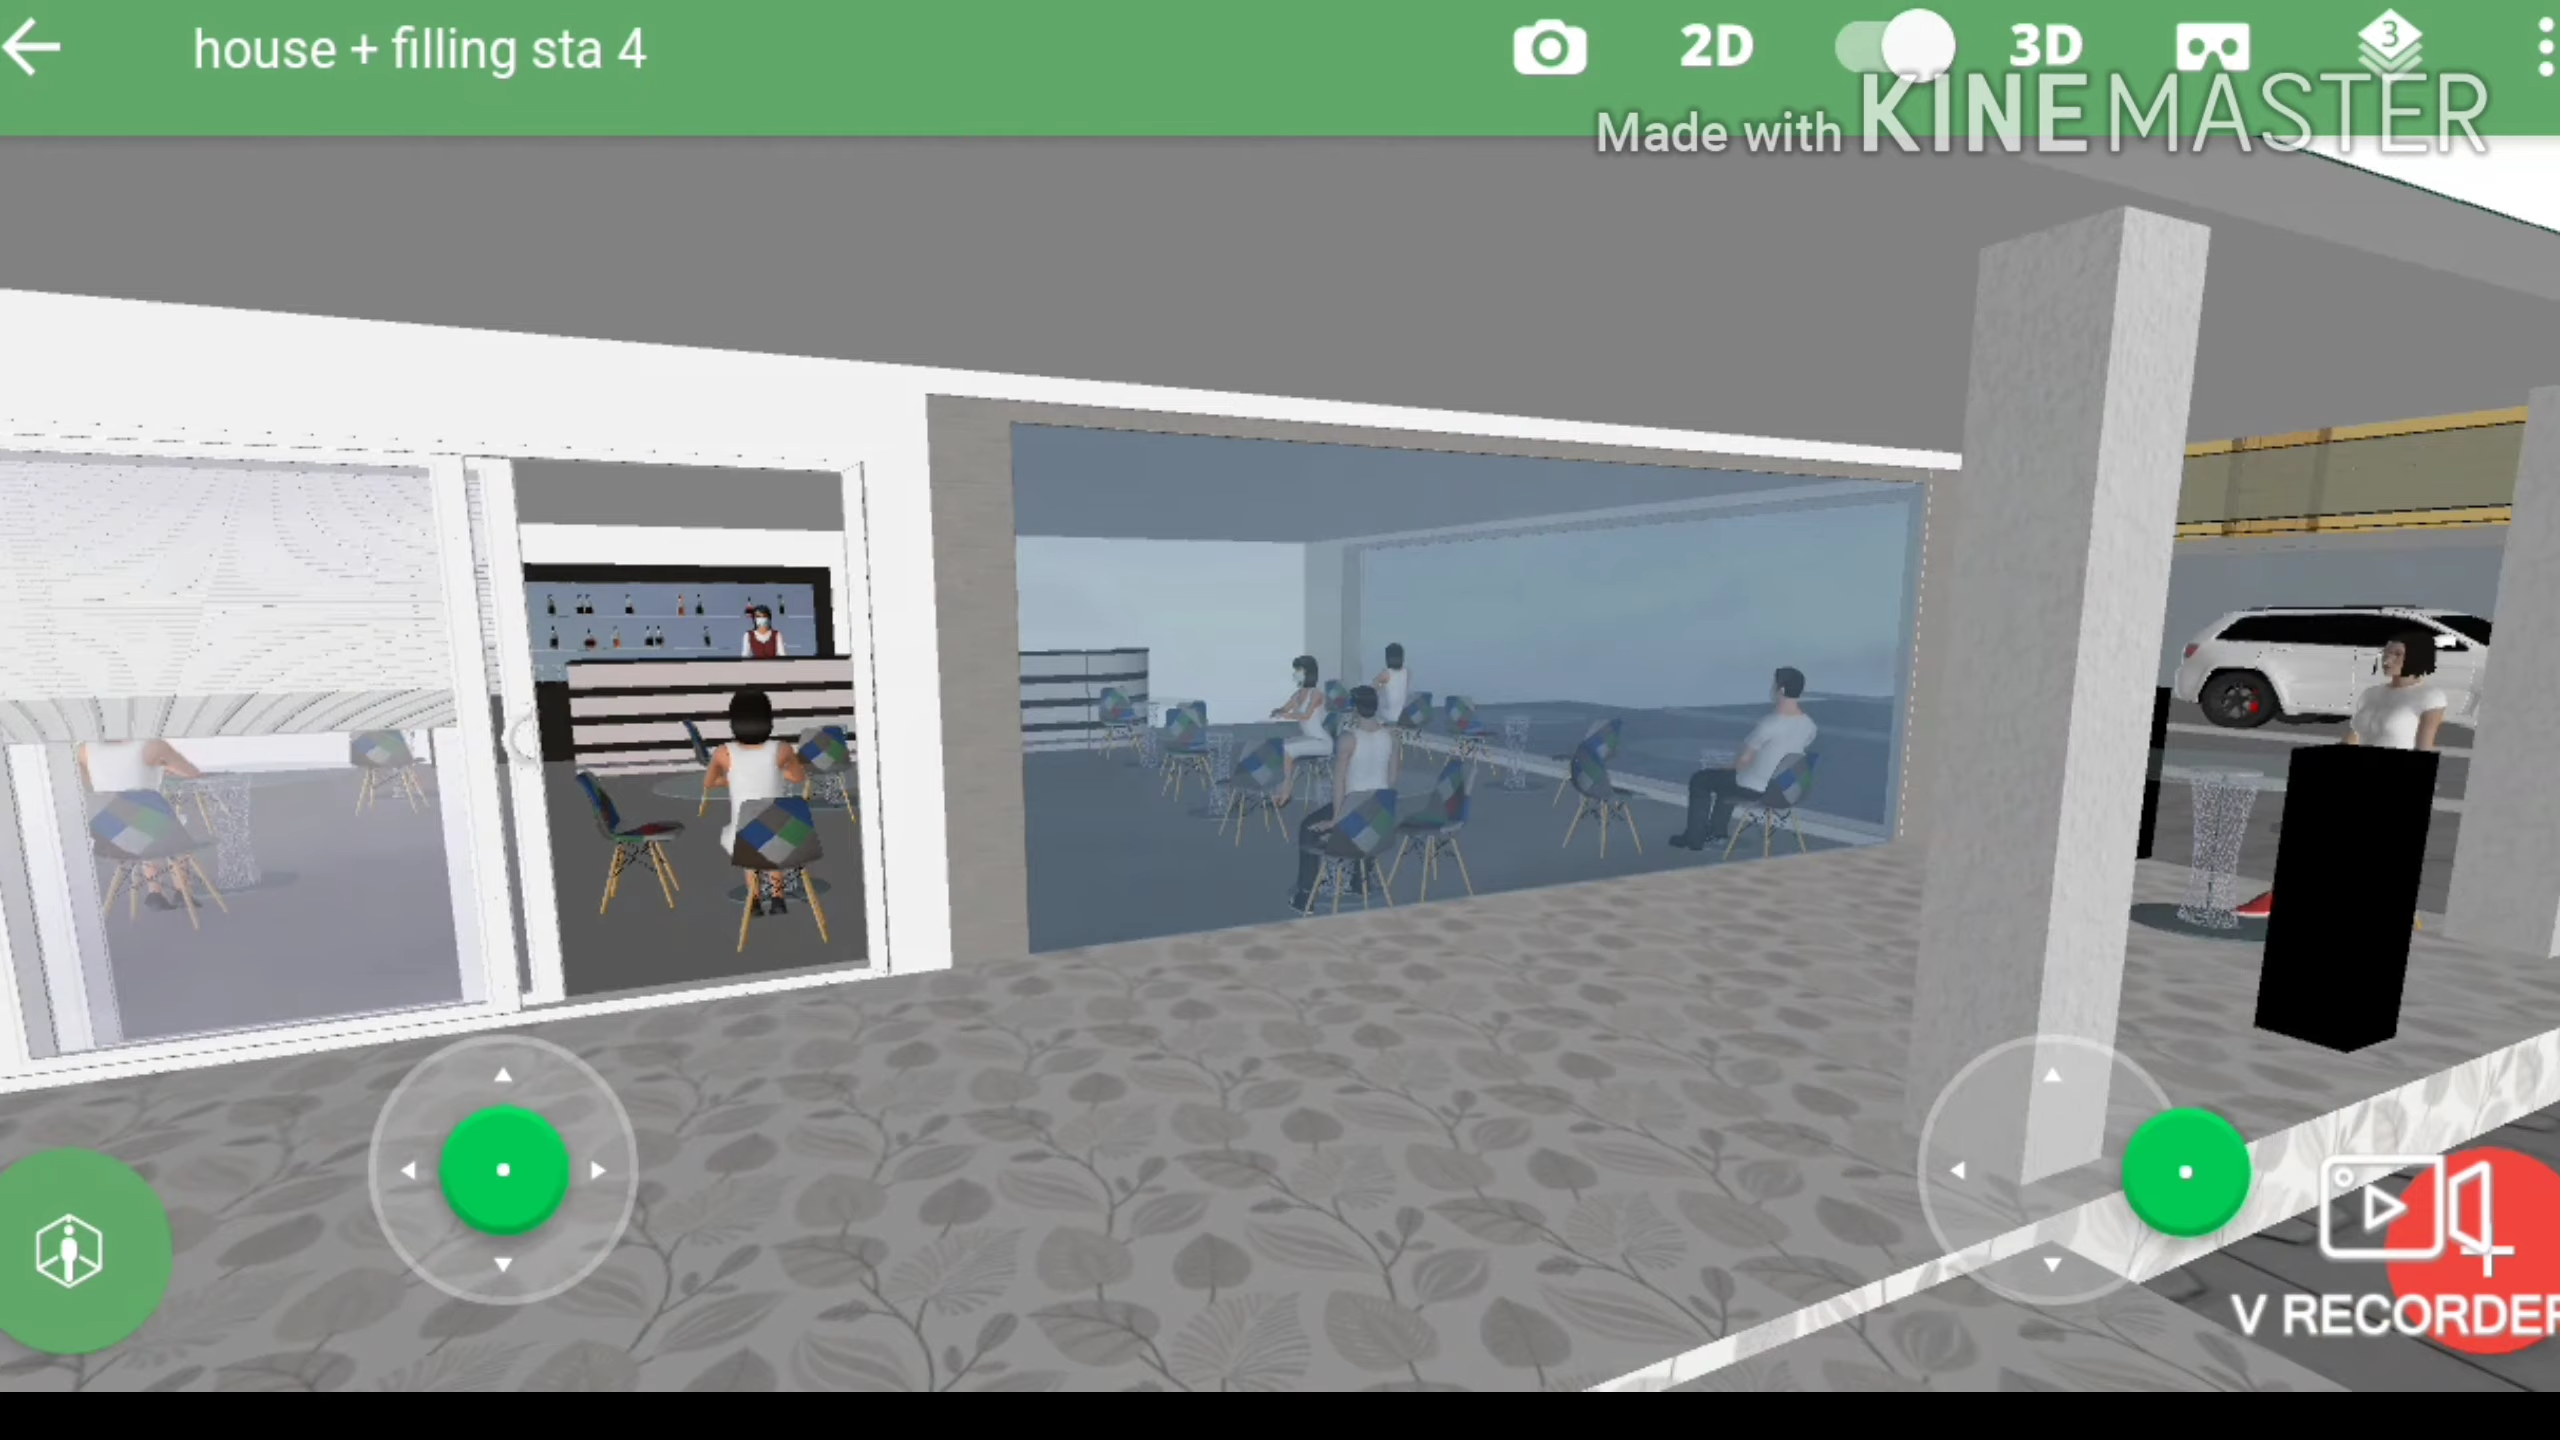 house + filling sta 4
2D
3D
3
Made with KINEMASTER
V RECORDER